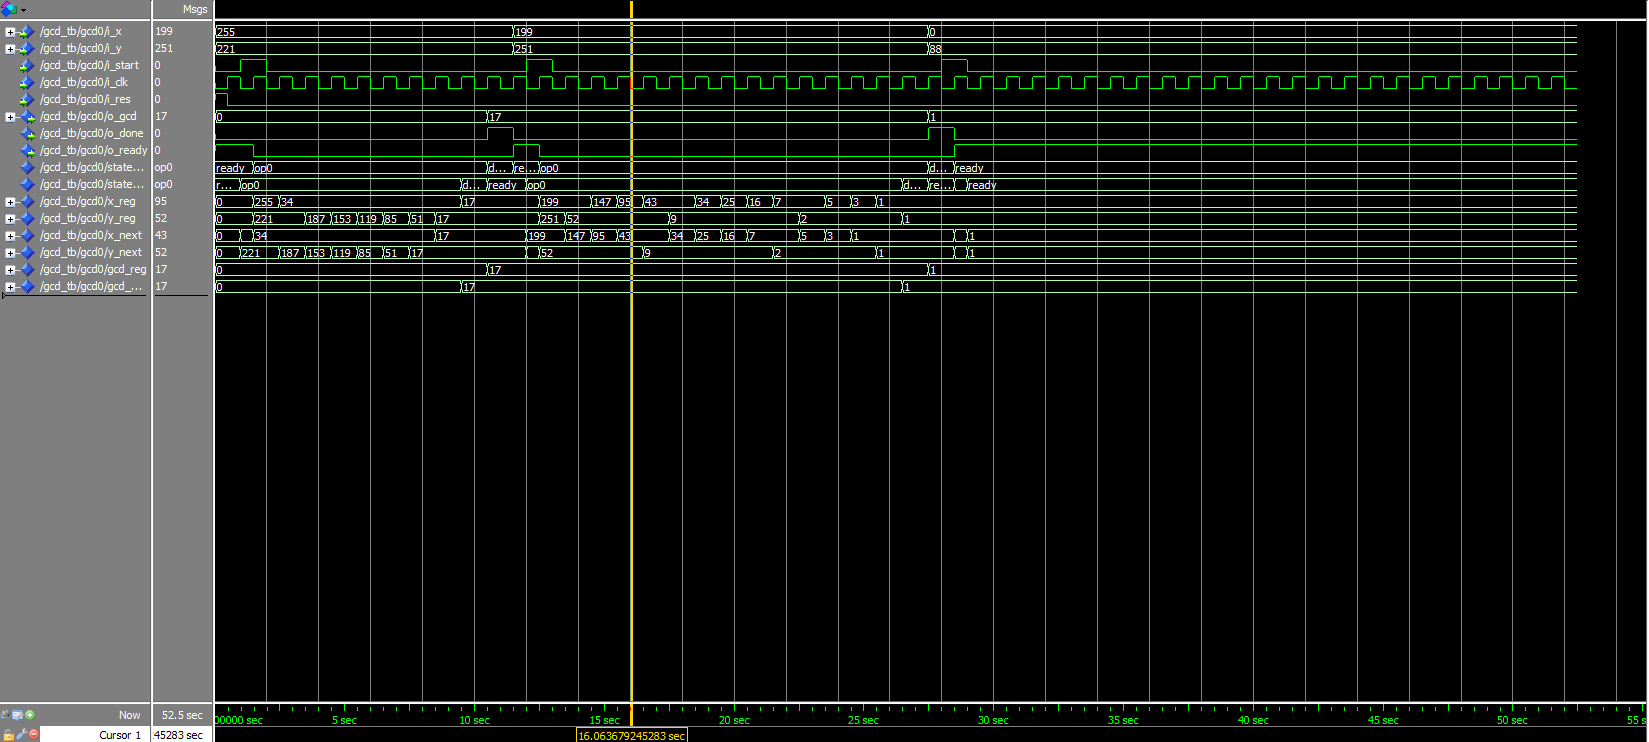 Msgs
/gcd_tb/gcd0/i_x 199 255 199 0
/gcd_tb/gcd0/i_y 251 221 251 88
/gcd_tb/gcd0/i_start 0
/gcd_tb/gcd0/i_clk 0
/gcd_tb/gcd0/i_res 0
/gcd_tb/gcd0/o_gcd 17 0 17 1
/gcd_tb/gcd0/o_done 0
/gcd_tb/gcd0/o_ready 0
/gcd_tb/gcd0/state... op0 ready op0 d... re... op0 d... ready
/gcd_tb/gcd0/state... op0 r... op0 d... ready op0 d... re... ready
/gcd_tb/gcd0/x_reg 95 0 255 34 17 199 147 95 43 34 25 16 7 5 3 1
/gcd_tb/gcd0/y_reg 52 0 221 187 153 119 85 51 17 251 52 9 2 1
/gcd_tb/gcd0/x_next 43 0 34 17 199 147 95 43 34 25 16 7 5 3 1 1
/gcd_tb/gcd0/y_next 52 0 221 187 153 119 85 51 17 52 9 2 1 1
/gcd_tb/gcd0/gcd_reg 17 0 17 1
/gcd_tb/gcd0/gcd_... 17 0 17 1
Now 52.5 sec 00000 sec 5 sec 10 sec 15 sec 20 sec 25 sec 30 sec 35 sec 40 sec 45 sec 50 sec 55 s
Cursor 1 45283 sec 16.063679245283 sec